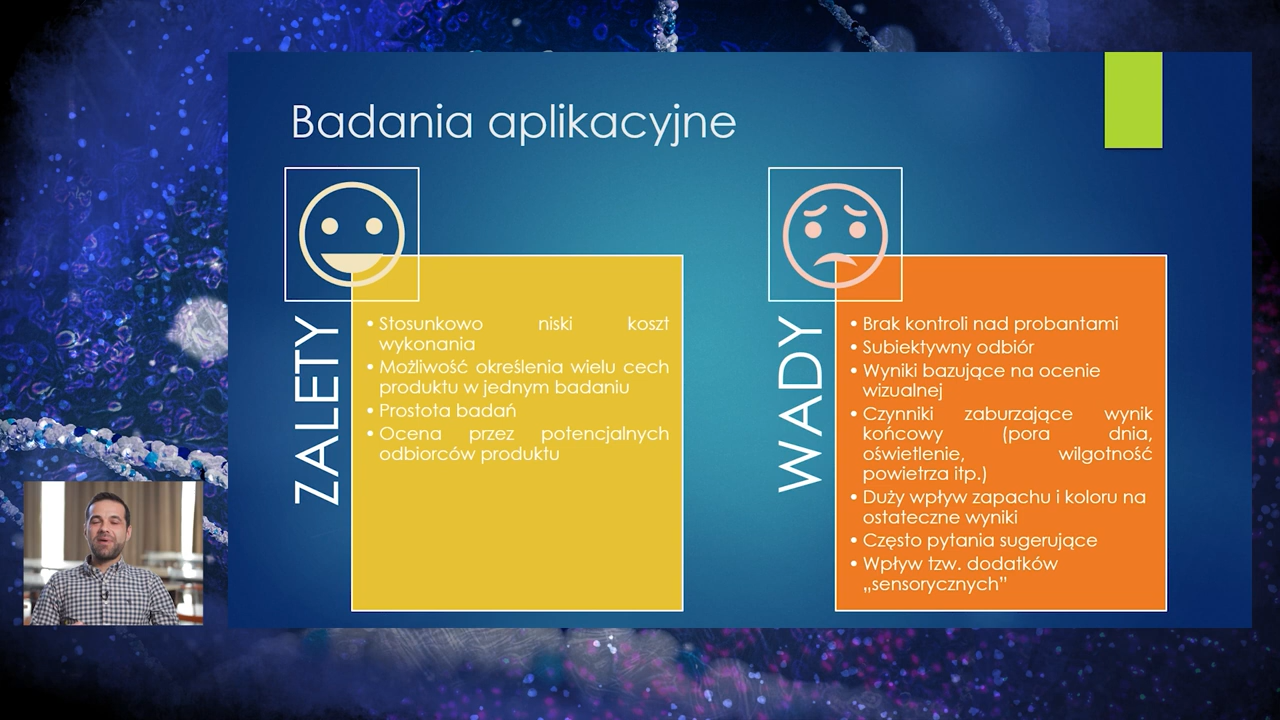 Badania aplikacyjne
ZALETY
• Stosunkowo niski koszt
wykonania
• Możliwość określenia wielu cech
produktu w jednym badaniu
• Prostota badań
• Ocena przez potencjalnych
odbiorców produktu
WADY
• Brak kontroli nad probantami
• Subiektywny odbiór
• Wyniki bazujące na ocenie
wizualnej
• Czynniki zaburzające wynik
końcowy (pora dnia,
oświetlenie, wilgotność
powietrza itp.)
• Duży wpływ zapachu i koloru na
ostateczne wyniki
• Często pytania sugerujące
• Wpływ tzw. dodatków
„sensorycznych”